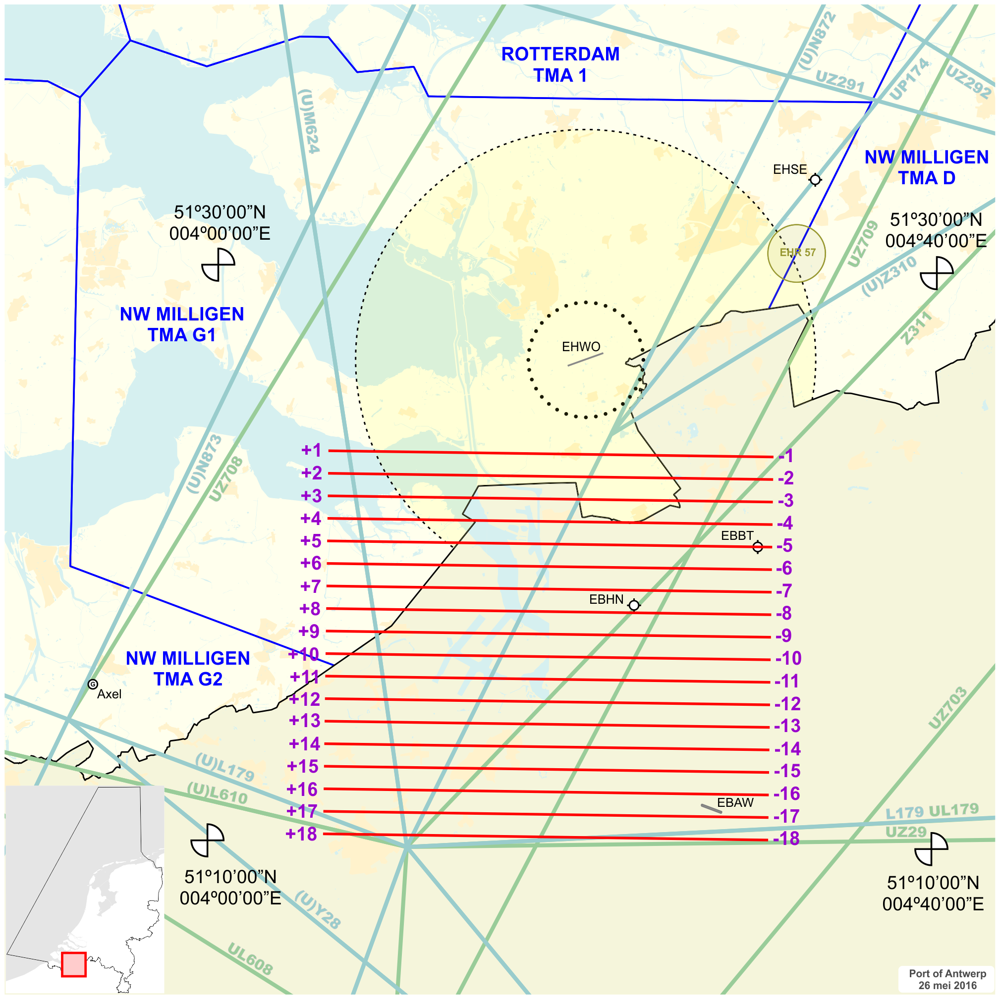 ROTTERDAM
TMA 1
(U)N872
UZ291
UP174
UZ292
(U)M624
EHSE
NW MILLIGEN
TMA D
51º30’00”N
004º00’00”E
51º30’00”N
004º40’00”E
EHR 57
UZ709
(U)Z310
NW MILLIGEN
TMA G1
Z311
EHWO
(U)N873
UZ708
+1
-1
+2
-2
+3
-3
+4
-4
EBBT
+5
-5
+6
-6
+7
-7
EBHN
+8
-8
+9
-9
+10
-10
NW MILLIGEN
TMA G2
+11
-11
G
Axel
+12
-12
UZ703
+13
-13
+14
-14
(U)L179
+15
-15
(U)L610
+16
-16
EBAW
+17
-17
L179 UL179
UZ29
+18
-18
51º10’00”N
004º00’00”E
51º10’00”N
004º40’00”E
(U)Y28
UL608
Port of Antwerp
26 mei 2016